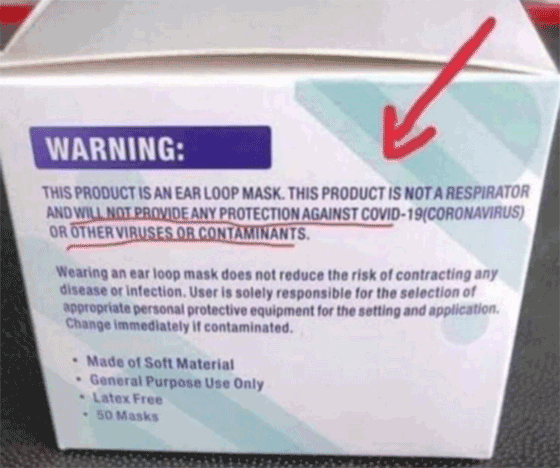 WARNING:
THIS PRODUCT IS AN EAR LOOP MASK. THIS PRODUCT IS NOT A RESPIRATOR
AND WILL NOT PROVIDE ANY PROTECTION AGAINST COVID-19(CORONAVIRUS)
OR OTHER VIRUSES OR CONTAMINANTS.
Wearing an ear loop mask does not reduce the risk of contracting any
disease or infection. User is solely responsible for the selection of
appropriate personal protective equipment for the setting and application.
Change immediately if contaminated.
• Made of Soft Material
• General Purpose Use Only
• Latex Free
• 50 Masks